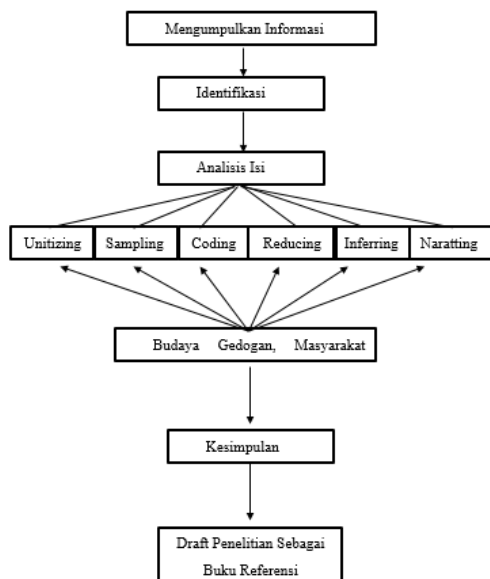 Mengumpulkan Informasi
Identifikasi
Analisis Isi
Unitizing Sampling Coding Reducing Inferring Naratting
Budaya Gedogan, Masyarakat
Kesimpulan
Draft Penelitian Sebagai
Buku Referensi